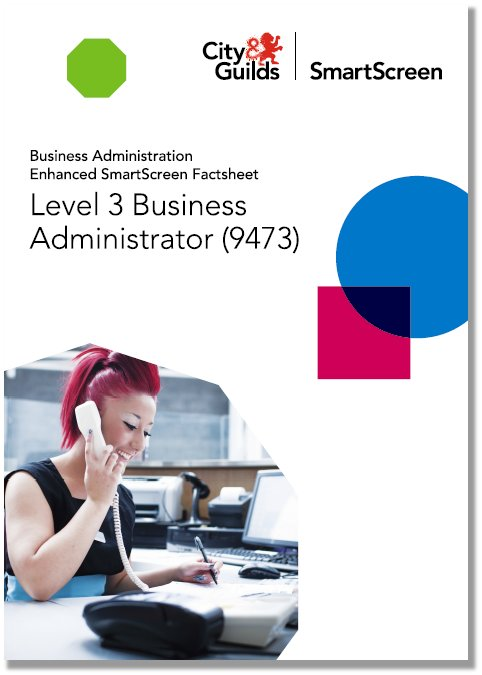 City &
Guilds
SmartScreen
Business Administration
Enhanced SmartScreen Factsheet
Level 3 Business
Administrator (9473)